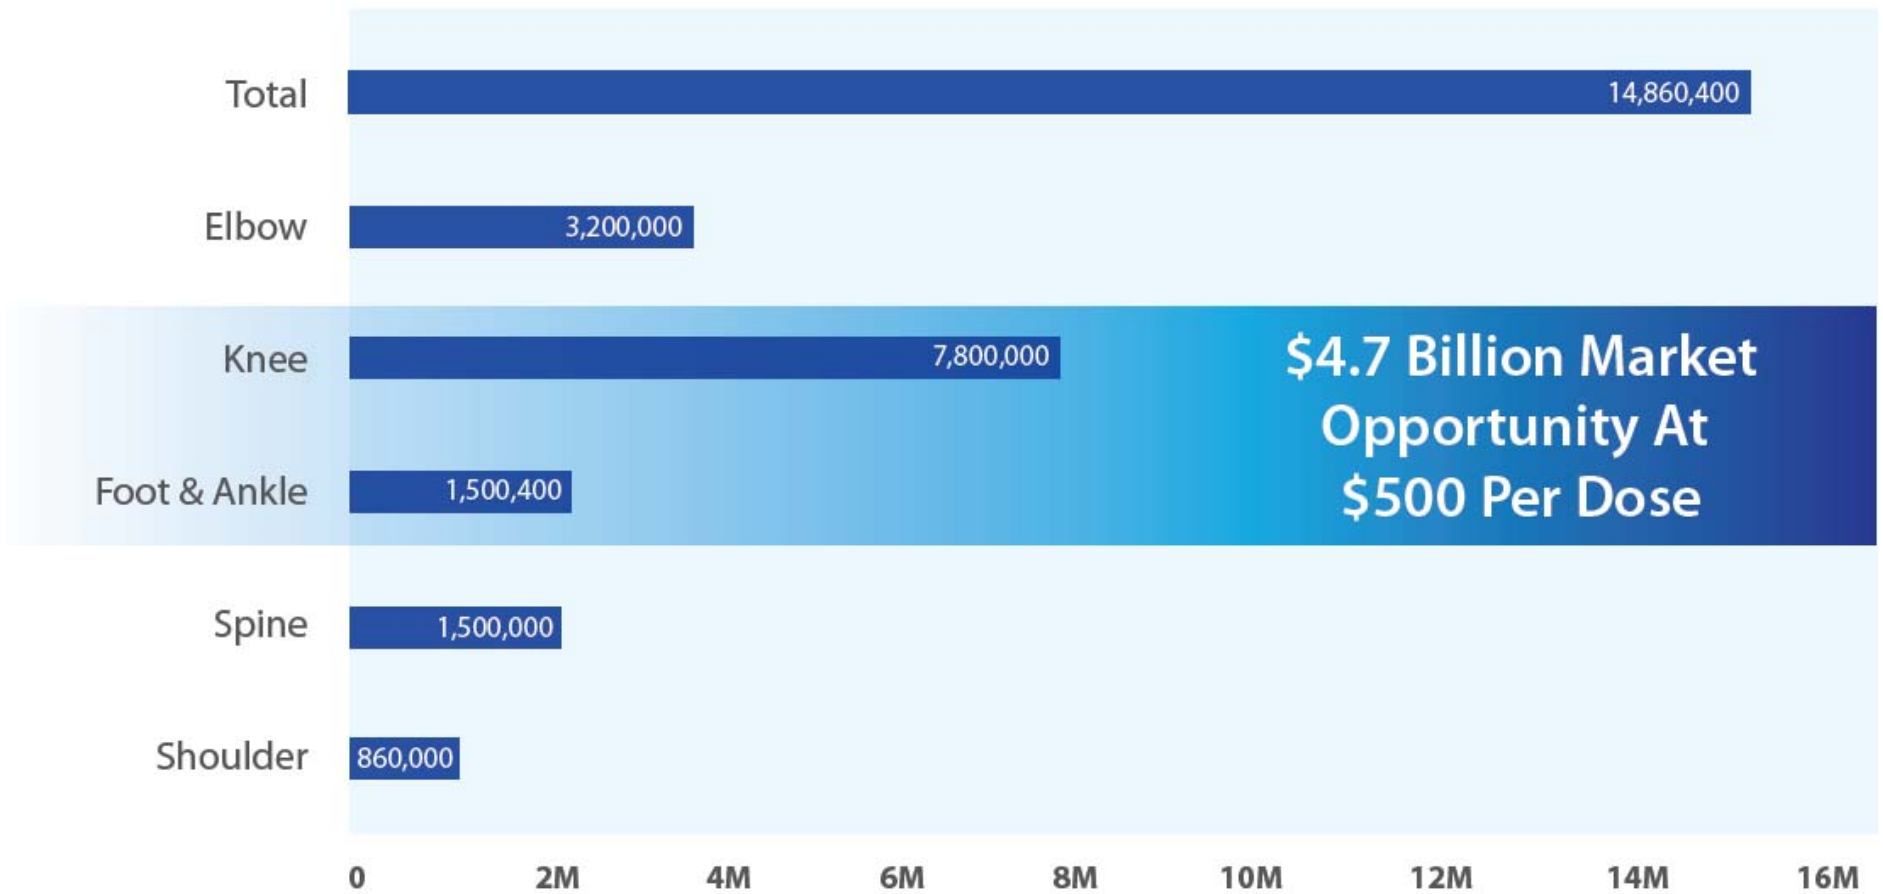 Total 14,860,400
Elbow 3,200,000
Knee 7,800,000
Foot & Ankle 1,500,400
$4.7 Billion Market
Opportunity At
$500 Per Dose
Spine 1,500,000
Shoulder 860,000
0 2M 4M 6M 8M 10M 12M 14M 16M